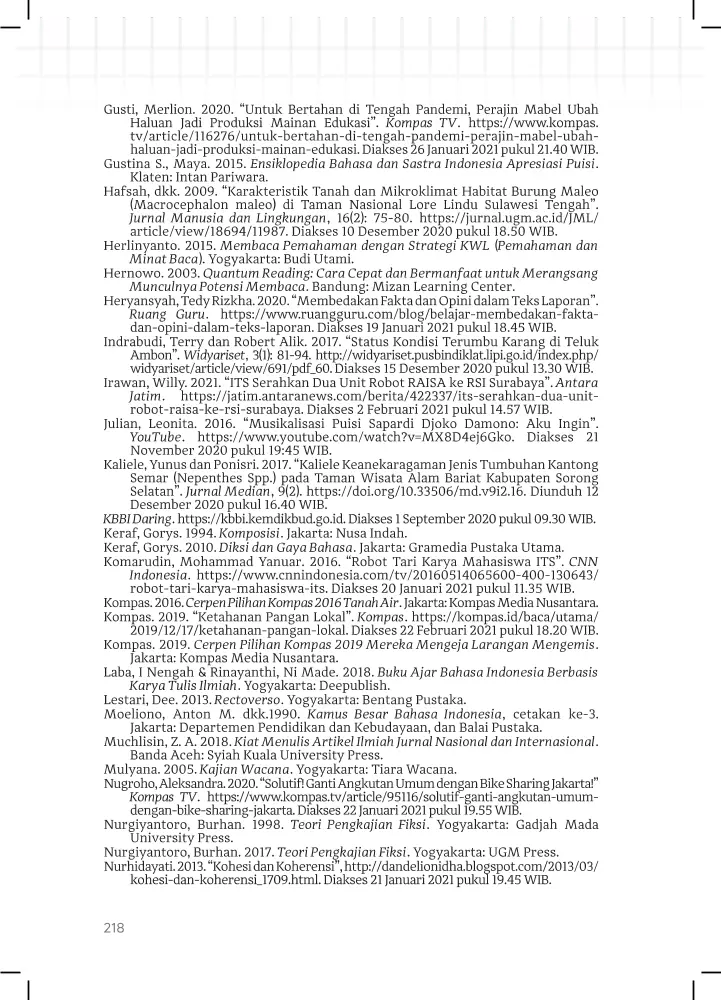 Gusti, Merlion. 2020. “Untuk Bertahan di Tengah Pandemi, Perajin Mabel Ubah
Haluan Jadi Produksi Mainan Edukasi”. Kompas TV. https://www.kompas.
tv/article/116276/untuk-bertahan-di-tengah-pandemi-perajin-mabel-ubah-
haluan-jadi-produksi-mainan-edukasi. Diakses 26 Januari 2021 pukul 21.40 WIB.
Gustina S., Maya. 2015. Ensiklopedia Bahasa dan Sastra Indonesia Apresiasi Puisi.
Klaten: Intan Pariwara.
Hafsah, dkk. 2009. “Karakteristik Tanah dan Mikroklimat Habitat Burung Maleo
(Macrocephalon maleo) di Taman Nasional Lore Lindu Sulawesi Tengah”.
Jurnal Manusia dan Lingkungan, 16(2): 75-80. https://jurnal.ugm.ac.id/JML/
article/view/18694/11987. Diakses 10 Desember 2020 pukul 18.50 WIB.
Herlinyanto. 2015. Membaca Pemahaman dengan Strategi KWL (Pemahaman dan
Minat Baca). Yogyakarta: Budi Utami.
Hernowo. 2003. Quantum Reading: Cara Cepat dan Bermanfaat untuk Merangsang
Munculnya Potensi Membaca. Bandung: Mizan Learning Center.
Heryansyah, Tedy Rizkha. 2020. “Membedakan Fakta dan Opini dalam Teks Laporan”.
Ruang Guru. https://www.ruangguru.com/blog/belajar-membedakan-fakta-
dan-opini-dalam-teks-laporan. Diakses 19 Januari 2021 pukul 18.45 WIB.
Indrabudi, Terry dan Robert Alik. 2017. “Status Kondisi Terumbu Karang di Teluk
Ambon”. Widyariset, 3(1): 81-94. http://widyariset.pusbindiklat.lipi.go.id/index.php/
widyariset/article/view/691/pdf_60. Diakses 15 Desember 2020 pukul 13.30 WIB.
Irawan, Willy. 2021. “ITS Serahkan Dua Unit Robot RAISA ke RSI Surabaya”. Antara
Jatim. https://jatim.antaranews.com/berita/422337/its-serahkan-dua-unit-
robot-raisa-ke-rsi-surabaya. Diakses 2 Februari 2021 pukul 14.57 WIB.
Julian, Leonita. 2016. “Musikalisasi Puisi Sapardi Djoko Damono: Aku Ingin”.
YouTube. https://www.youtube.com/watch?v=MX8D4ej6Gko. Diakses 21
November 2020 pukul 19:45 WIB.
Kaliele, Yunus dan Ponisri. 2017. “Kaliele Keanekaragaman Jenis Tumbuhan Kantong
Semar (Nepenthes Spp.) pada Taman Wisata Alam Bariat Kabupaten Sorong
Selatan”. Jurnal Median, 9(2). https://doi.org/10.33506/md.v9i2.16. Diunduh 12
Desember 2020 pukul 16.40 WIB.
KBBI Daring. https://kbbi.kemdikbud.go.id. Diakses 1 September 2020 pukul 09.30 WIB.
Keraf, Gorys. 1994. Komposisi. Jakarta: Nusa Indah.
Keraf, Gorys. 2010. Diksi dan Gaya Bahasa. Jakarta: Gramedia Pustaka Utama.
Komarudin, Mohammad Yanuar. 2016. “Robot Tari Karya Mahasiswa ITS”. CNN
Indonesia. https://www.cnnindonesia.com/tv/20160514065600-400-130643/
robot-tari-karya-mahasiswa-its. Diakses 20 Januari 2021 pukul 11.35 WIB.
Kompas. 2016. Cerpen Pilihan Kompas 2016 Tanah Air. Jakarta: Kompas Media Nusantara.
Kompas. 2019. “Ketahanan Pangan Lokal”. Kompas. https://kompas.id/baca/utama/
2019/12/17/ketahanan-pangan-lokal. Diakses 22 Februari 2021 pukul 18.20 WIB.
Kompas. 2019. Cerpen Pilihan Kompas 2019 Mereka Mengeja Larangan Mengemis.
Jakarta: Kompas Media Nusantara.
Laba, I Nengah & Rinayanthi, Ni Made. 2018. Buku Ajar Bahasa Indonesia Berbasis
Karya Tulis Ilmiah. Yogyakarta: Deepublish.
Lestari, Dee. 2013. Rectoverso. Yogyakarta: Bentang Pustaka.
Moeliono, Anton M. dkk.1990. Kamus Besar Bahasa Indonesia, cetakan ke-3.
Jakarta: Departemen Pendidikan dan Kebudayaan, dan Balai Pustaka.
Muchlisin, Z. A. 2018. Kiat Menulis Artikel Ilmiah Jurnal Nasional dan Internasional.
Banda Aceh: Syiah Kuala University Press.
Mulyana. 2005. Kajian Wacana. Yogyakarta: Tiara Wacana.
Nugroho, Aleksandra. 2020. “Solutif! Ganti Angkutan Umum dengan Bike Sharing Jakarta!”
Kompas TV. https://www.kompas.tv/article/95116/solutif-ganti-angkutan-umum-
dengan-bike-sharing-jakarta. Diakses 22 Januari 2021 pukul 19.55 WIB.
Nurgiyantoro, Burhan. 1998. Teori Pengkajian Fiksi. Yogyakarta: Gadjah Mada
University Press.
Nurgiyantoro, Burhan. 2017. Teori Pengkajian Fiksi. Yogyakarta: UGM Press.
Nurhidayati. 2013. “Kohesi dan Koherensi”, http://dandelionidha.blogspot.com/2013/03/
kohesi-dan-koherensi_1709.html. Diakses 21 Januari 2021 pukul 19.45 WIB.
218